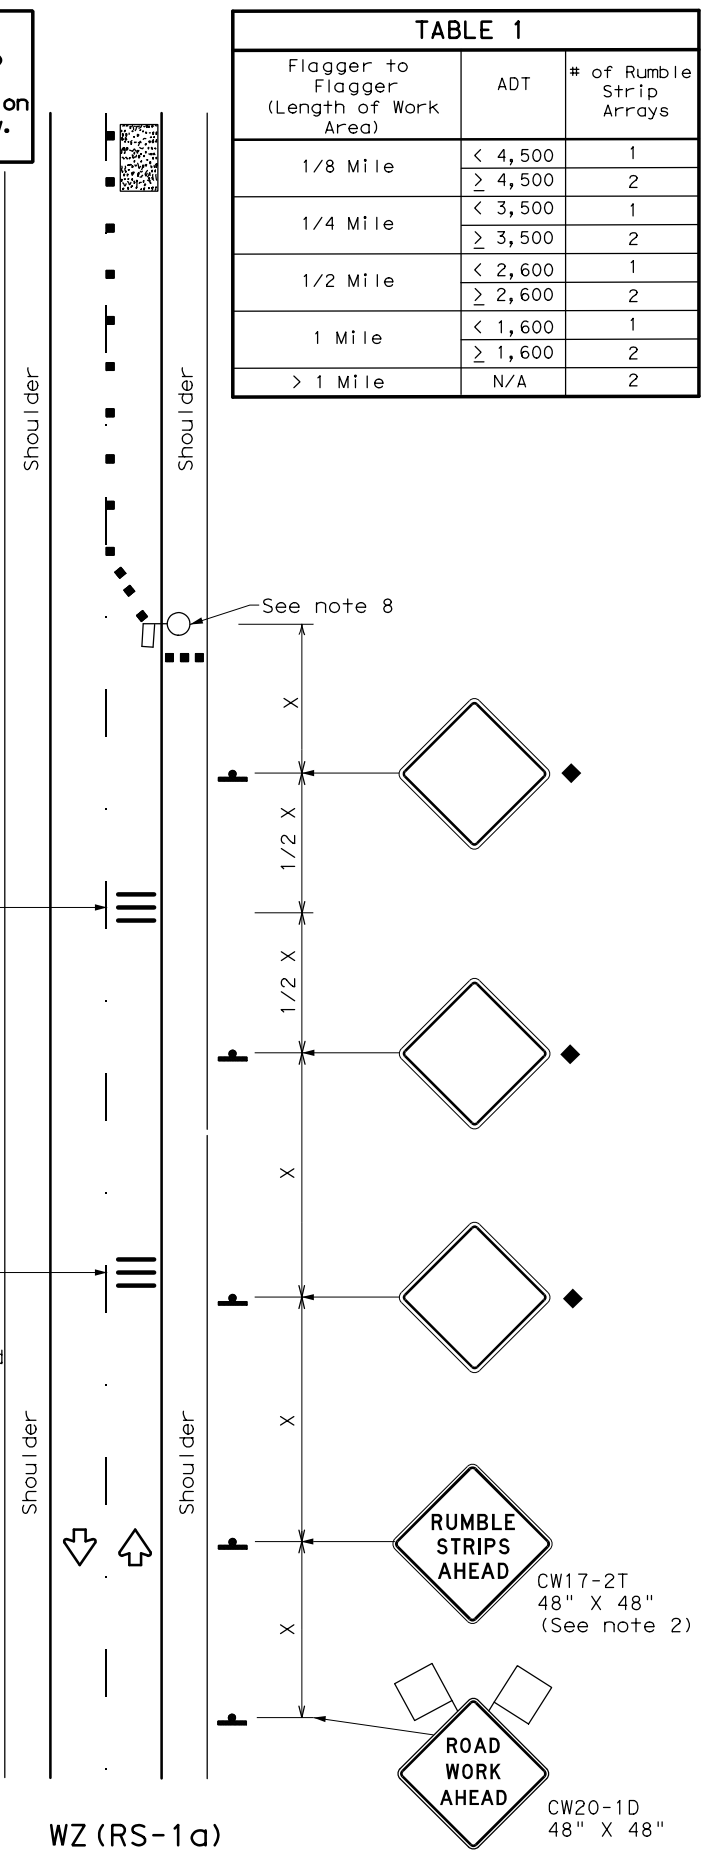 on
TABLE 1
Flagger to
Flagger
(Length of Work
Area)
ADT
# of Rumble
Strip
Arrays
1/8 Mile
< 4,500
1
≥ 4,500
2
1/4 Mile
< 3,500
1
≥ 3,500
2
1/2 Mile
< 2,600
1
≥ 2,600
2
1 Mile
< 1,600
1
≥ 1,600
2
> 1 Mile
N/A
2
Shoulder
Shoulder
See note 8
X
1/2 X
1/2 X
X
X
X
Shoulder
Shoulder
RUMBLE
STRIPS
AHEAD
CW17-2T
48" X 48"
(See note 2)
ROAD
WORK
AHEAD
CW20-1D
48" X 48"
WZ(RS-1a)